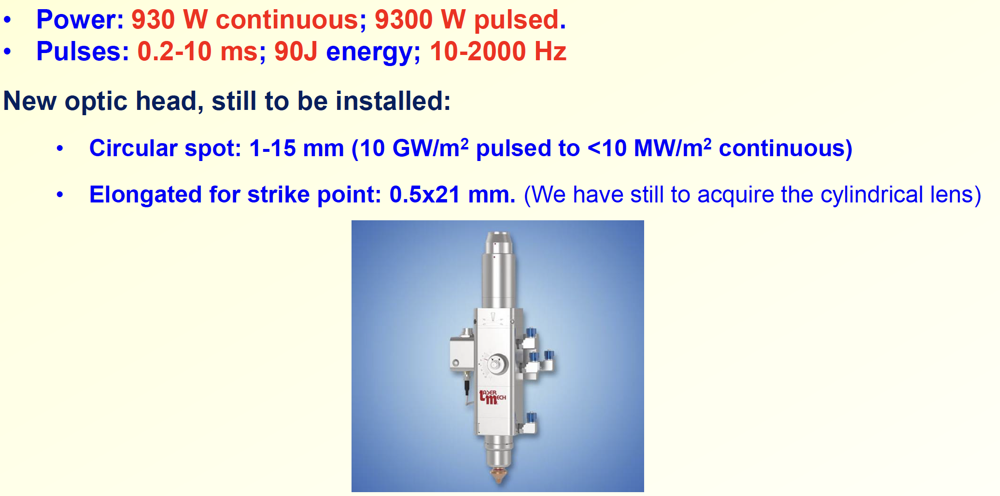 • Power: 930 W continuous; 9300 W pulsed.
• Pulses: 0.2-10 ms; 90J energy; 10-2000 Hz
New optic head, still to be installed:
• Circular spot: 1-15 mm (10 GW/m² pulsed to <10 MW/m² continuous)
• Elongated for strike point: 0.5x21 mm. (We have still to acquire the cylindrical lens)
LASER
MECH